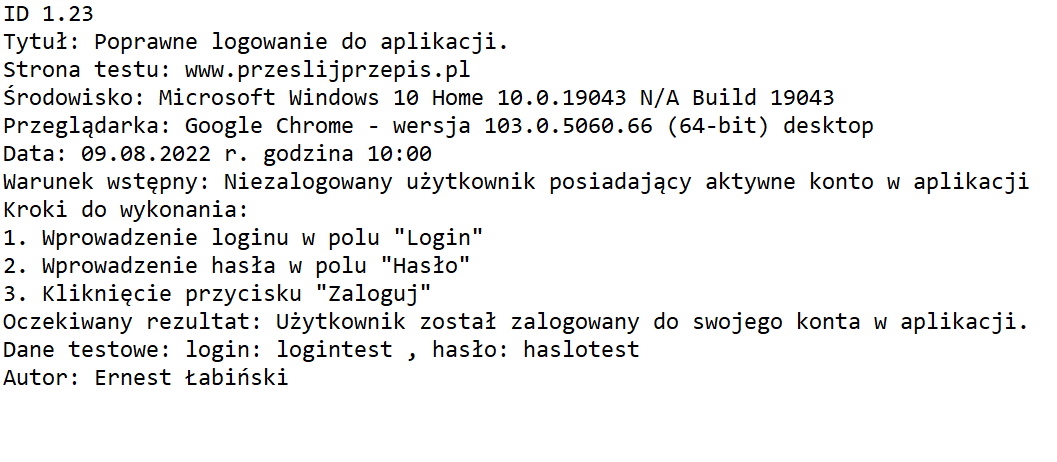 ID 1.23
Tytuł: Poprawne logowanie do aplikacji.
Strona testu: www.przeslijprzepis.pl
Środowisko: Microsoft Windows 10 Home 10.0.19043 N/A Build 19043
Przeglądarka: Google Chrome - wersja 103.0.5060.66 (64-bit) desktop
Data: 09.08.2022 r. godzina 10:00
Warunek wstępny: Niezalogowany użytkownik posiadający aktywne konto w aplikacji
Kroki do wykonania:
1. Wprowadzenie loginu w polu "Login"
2. Wprowadzenie hasła w polu "Hasło"
3. Kliknięcie przycisku "Zaloguj"
Oczekiwany rezultat: Użytkownik został zalogowany do swojego konta w aplikacji.
Dane testowe: login: logintest , hasło: haslotest
Autor: Ernest Łabiński